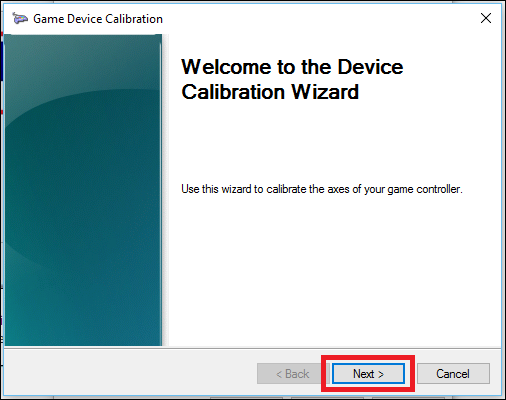 Game Device Calibration
Welcome to the Device
Calibration Wizard
Use this wizard to calibrate the axes of your game controller.
< Back
Next >
Cancel